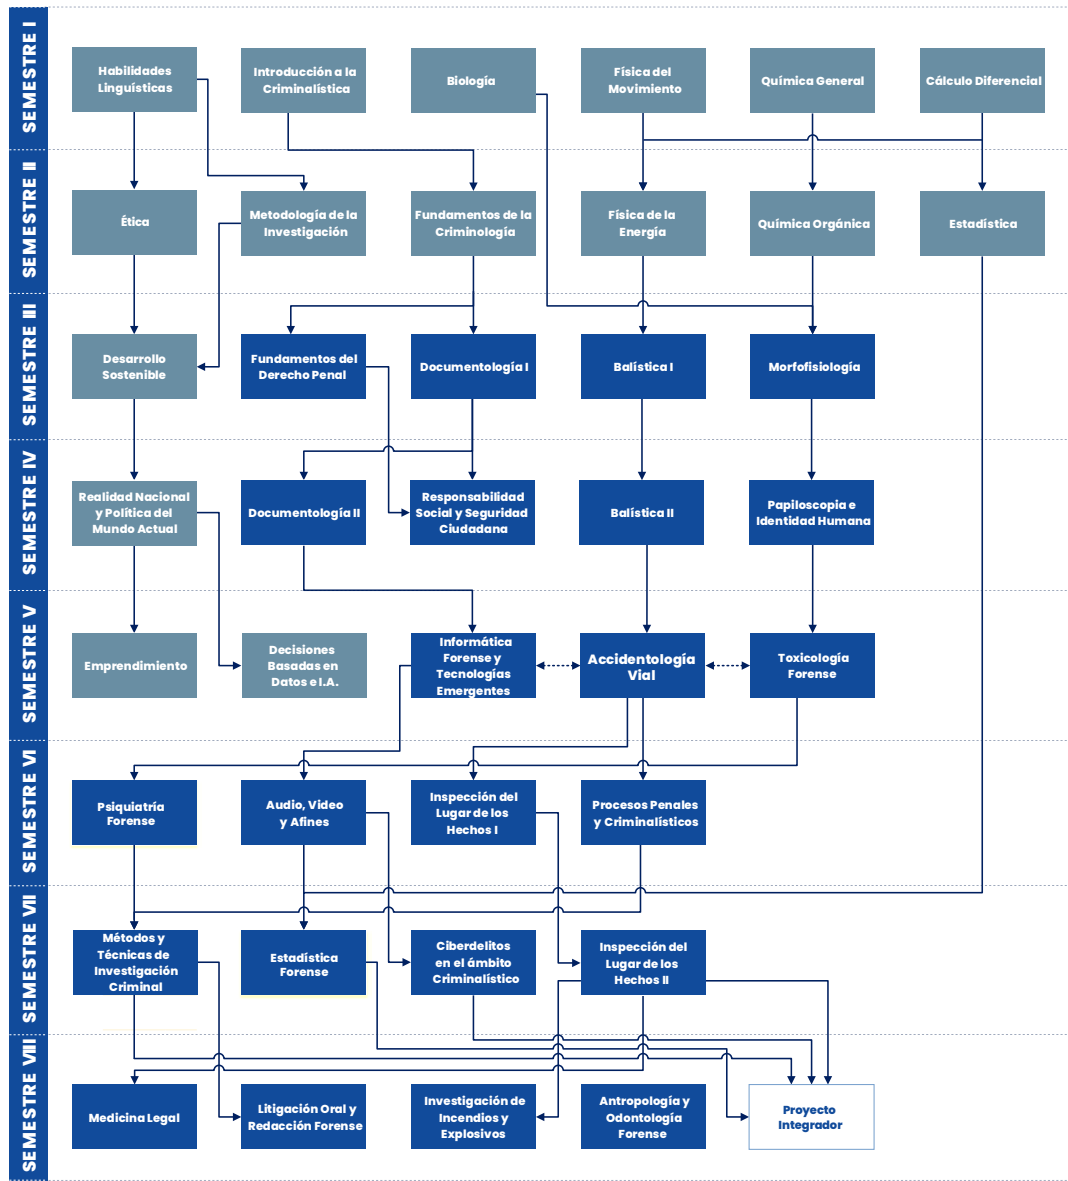 SEMESTRE I
Habilidades
Linguísticas
Introducción a la
Criminalística
Biología
Física del
Movimiento
Química General
Cálculo Diferencial
SEMESTRE II
Ética
Metodología de la
Investigación
Fundamentos de la
Criminología
Física de la
Energía
Química Orgánica
Estadística
SEMESTRE III
Desarrollo
Sostenible
Fundamentos del
Derecho Penal
Documentología I
Balística I
Morfofisiología
SEMESTRE IV
Realidad Nacional
y Política del
Mundo Actual
Documentología II
Responsabilidad
Social y Seguridad
Ciudadana
Balística II
Papiloscopia e
Identidad Humana
SEMESTRE V
Emprendimiento
Decisiones
Basadas en
Datos e I.A.
Informática
Forense y
Tecnologías
Emergentes
Accidentología
Vial
Toxicología
Forense
SEMESTRE VI
Psiquiatría
Forense
Audio, Video
y Afines
Inspección del
Lugar de los
Hechos I
Procesos Penales
y Criminalísticos
SEMESTRE VII
Métodos y
Técnicas de
Investigación
Criminal
Estadística
Forense
Ciberdelitos
en el ámbito
Criminalístico
Inspección del
Lugar de los
Hechos II
SEMESTRE VIII
Medicina Legal
Litigación Oral y
Redacción Forense
Investigación de
Incendios y
Explosivos
Antropología y
Odontología
Forense
Proyecto
Integrador